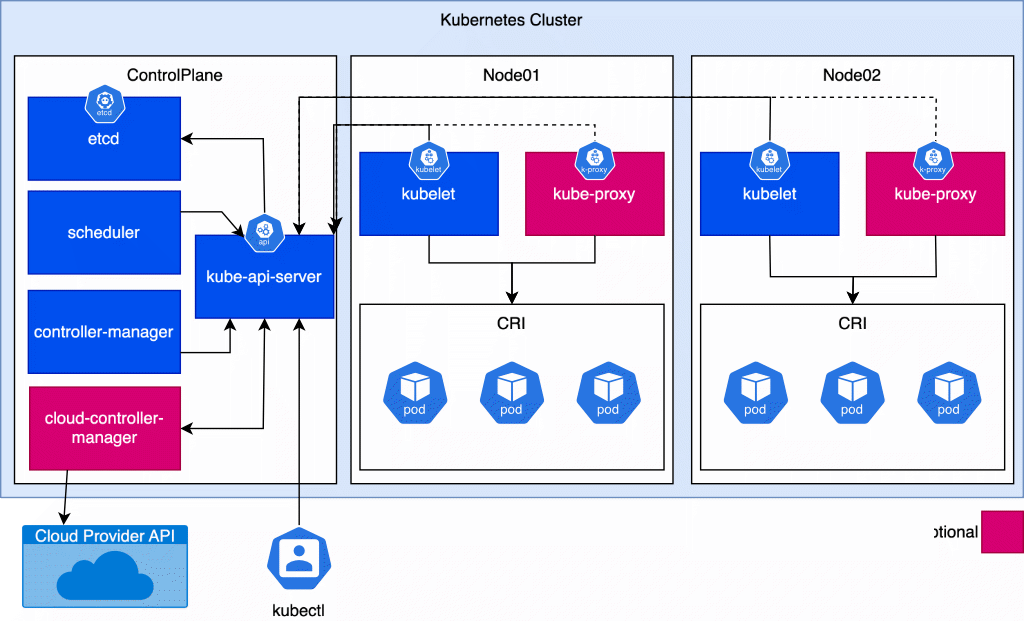 Kubernetes Cluster
ControlPlane
etcd
etcd
scheduler
api
kube-api-server
controller-manager
cloud-controller-
manager
Node01
kubelet
kubelet
k-proxy
kube-proxy
CRI
pod
pod
pod
Node02
kubelet
kubelet
k-proxy
kube-proxy
CRI
pod
pod
pod
Cloud Provider API
kubectl
otional